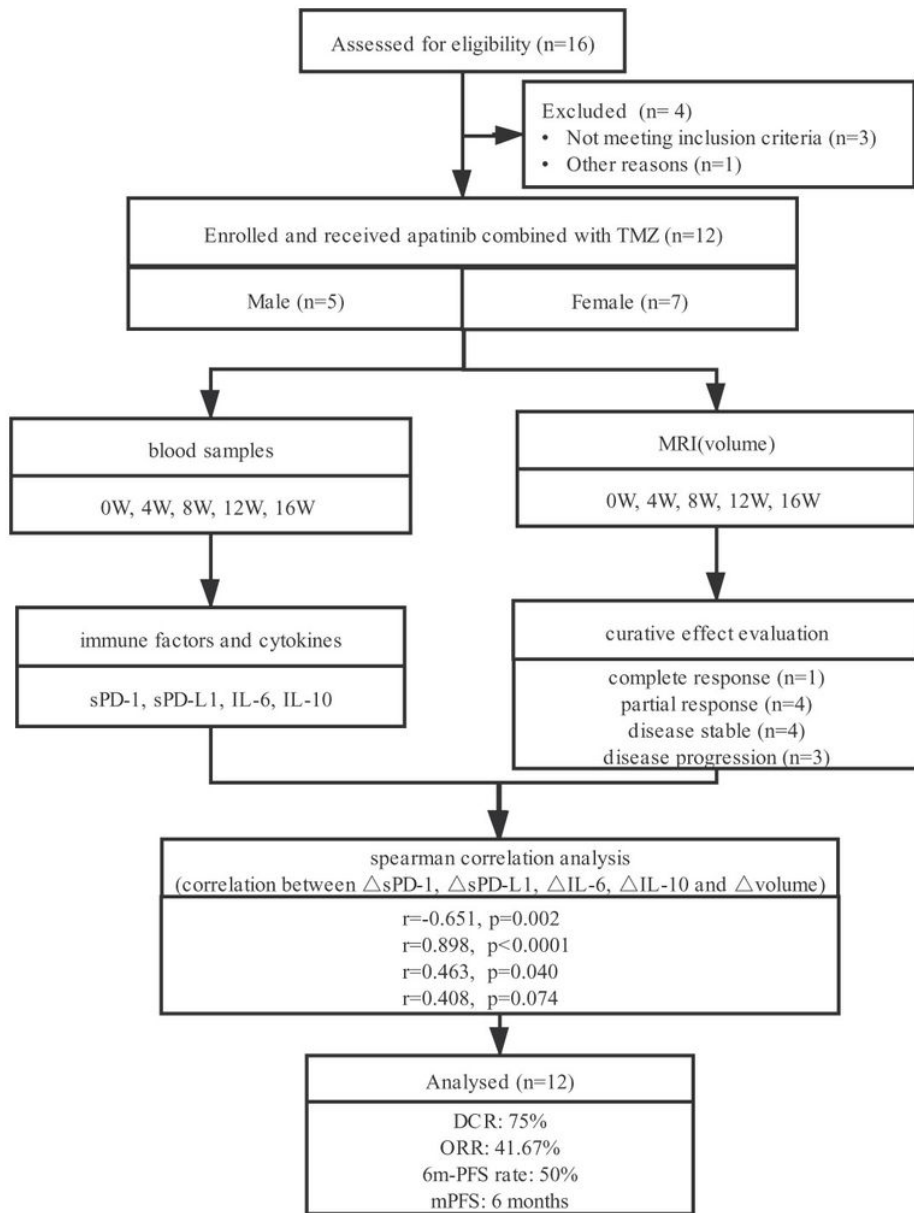 Assessed for eligibility (n=16)
Excluded (n= 4)
• Not meeting inclusion criteria (n=3)
• Other reasons (n=1)
Enrolled and received apatinib combined with TMZ (n=12)
Male (n=5)
Female (n=7)
blood samples
0W, 4W, 8W, 12W, 16W
MRI(volume)
0W, 4W, 8W, 12W, 16W
immune factors and cytokines
sPD-1, sPD-L1, IL-6, IL-10
curative effect evaluation
complete response (n=1)
partial response (n=4)
disease stable (n=4)
disease progression (n=3)
spearman correlation analysis
(correlation between △sPD-1, △sPD-L1, △IL-6, △IL-10 and △volume)
r=-0.651, p=0.002
r=0.898, p<0.0001
r=0.463, p=0.040
r=0.408, p=0.074
Analysed (n=12)
DCR: 75%
ORR: 41.67%
6m-PFS rate: 50%
mPFS: 6 months